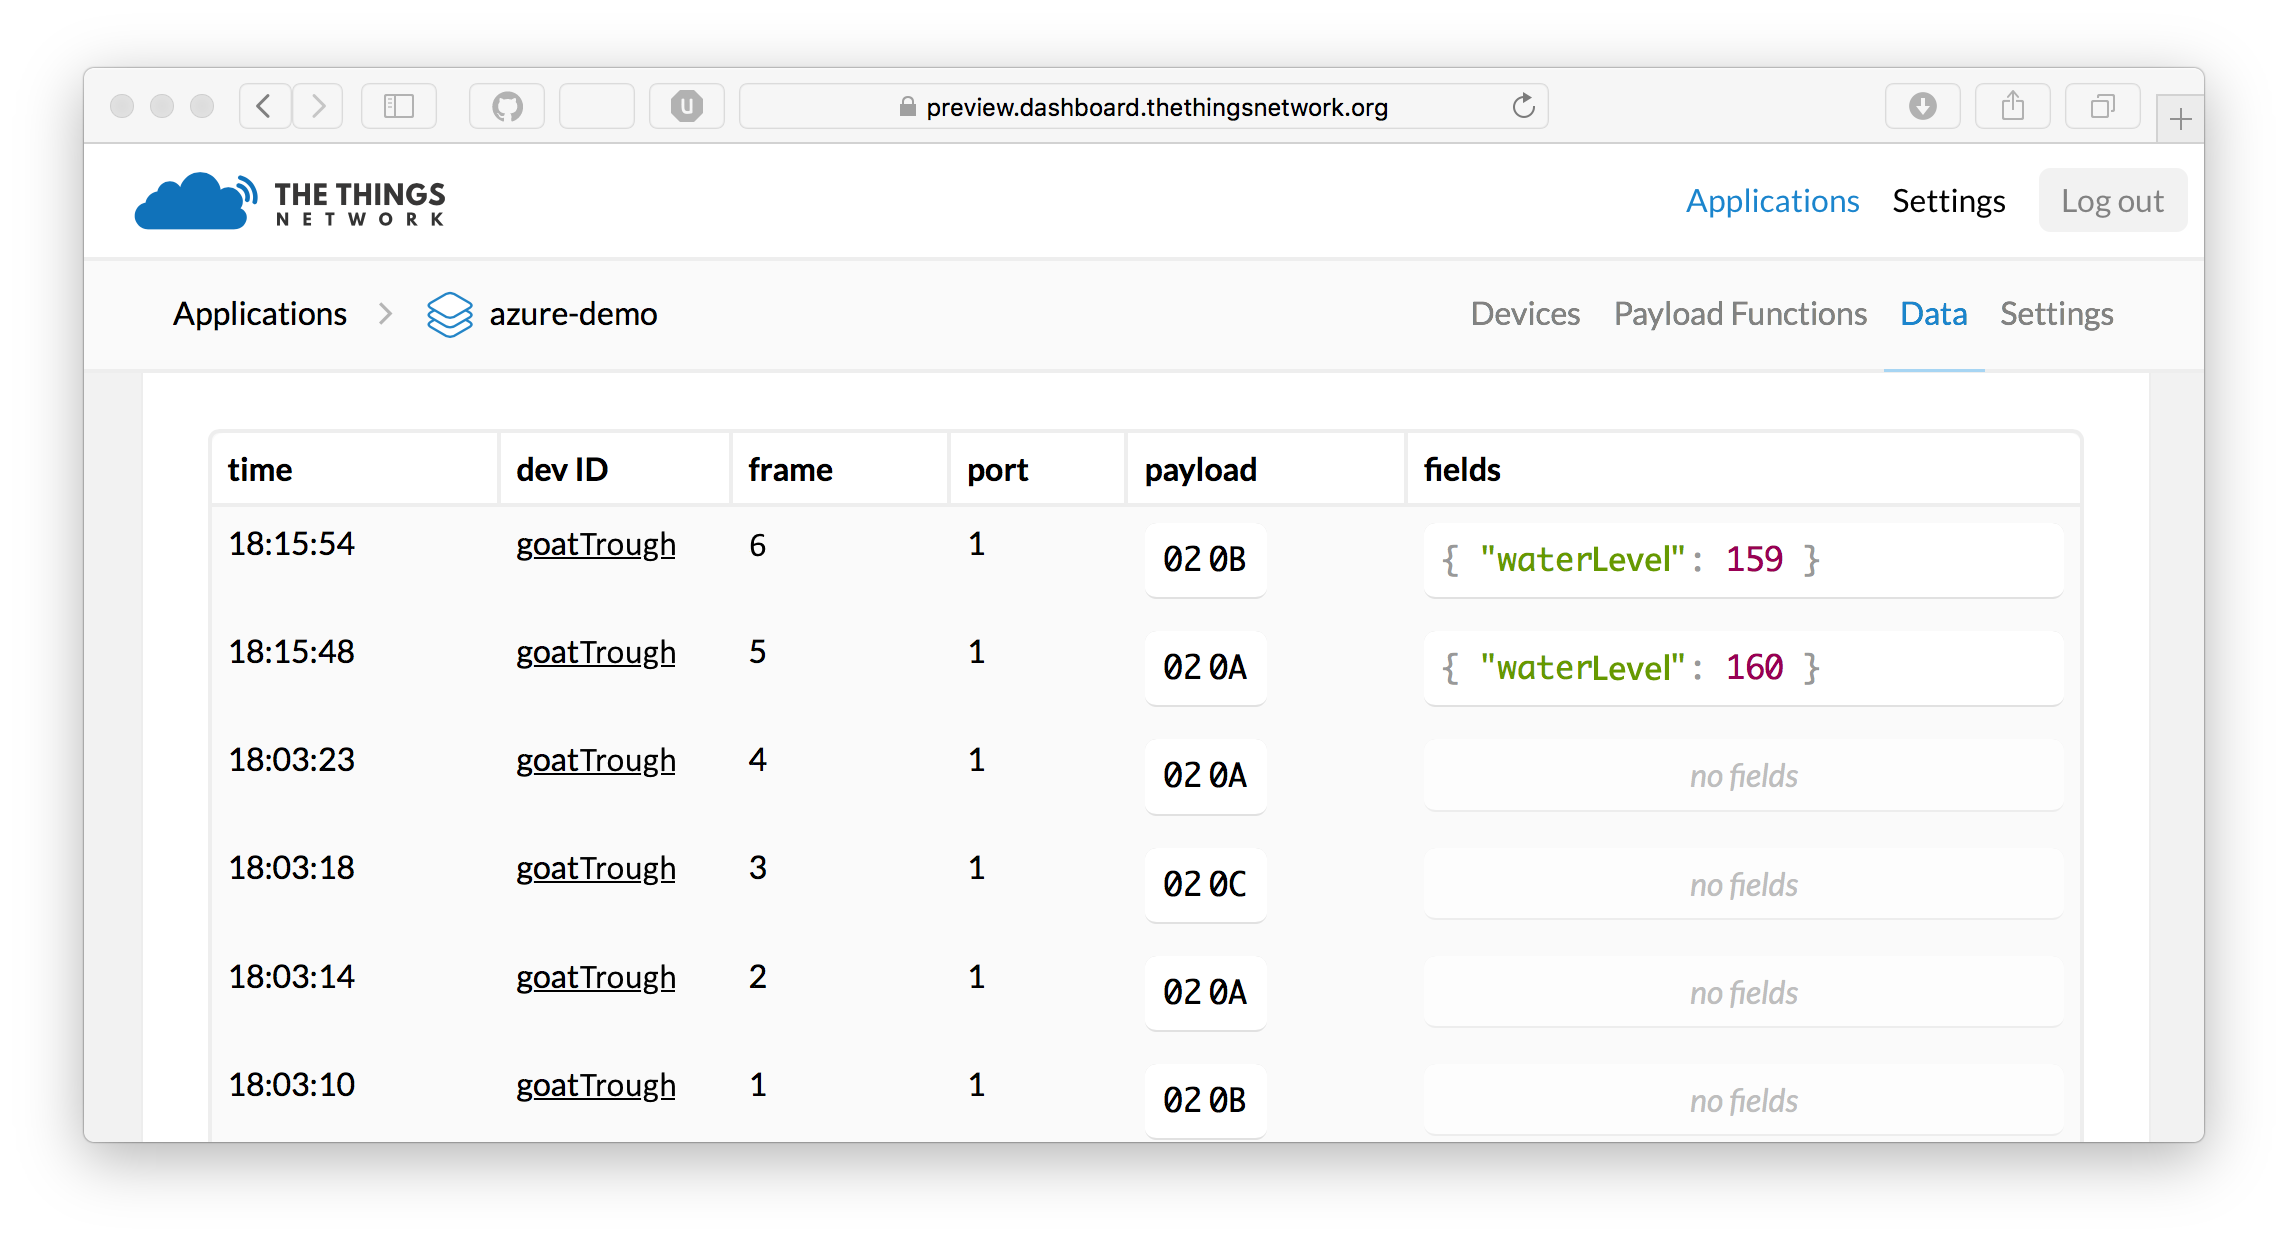 preview.dashboard.thethingsnetwork.org
THE THINGS
NETWORK
Applications Settings Log out
Applications azure-demo Devices Payload Functions Data Settings
time dev ID frame port payload fields
18:15:54 goatTrough 6 1 02 0B { "waterLevel": 159 }
18:15:48 goatTrough 5 1 02 0A { "waterLevel": 160 }
18:03:23 goatTrough 4 1 02 0A no fields
18:03:18 goatTrough 3 1 02 0C no fields
18:03:14 goatTrough 2 1 02 0A no fields
18:03:10 goatTrough 1 1 02 0B no fields